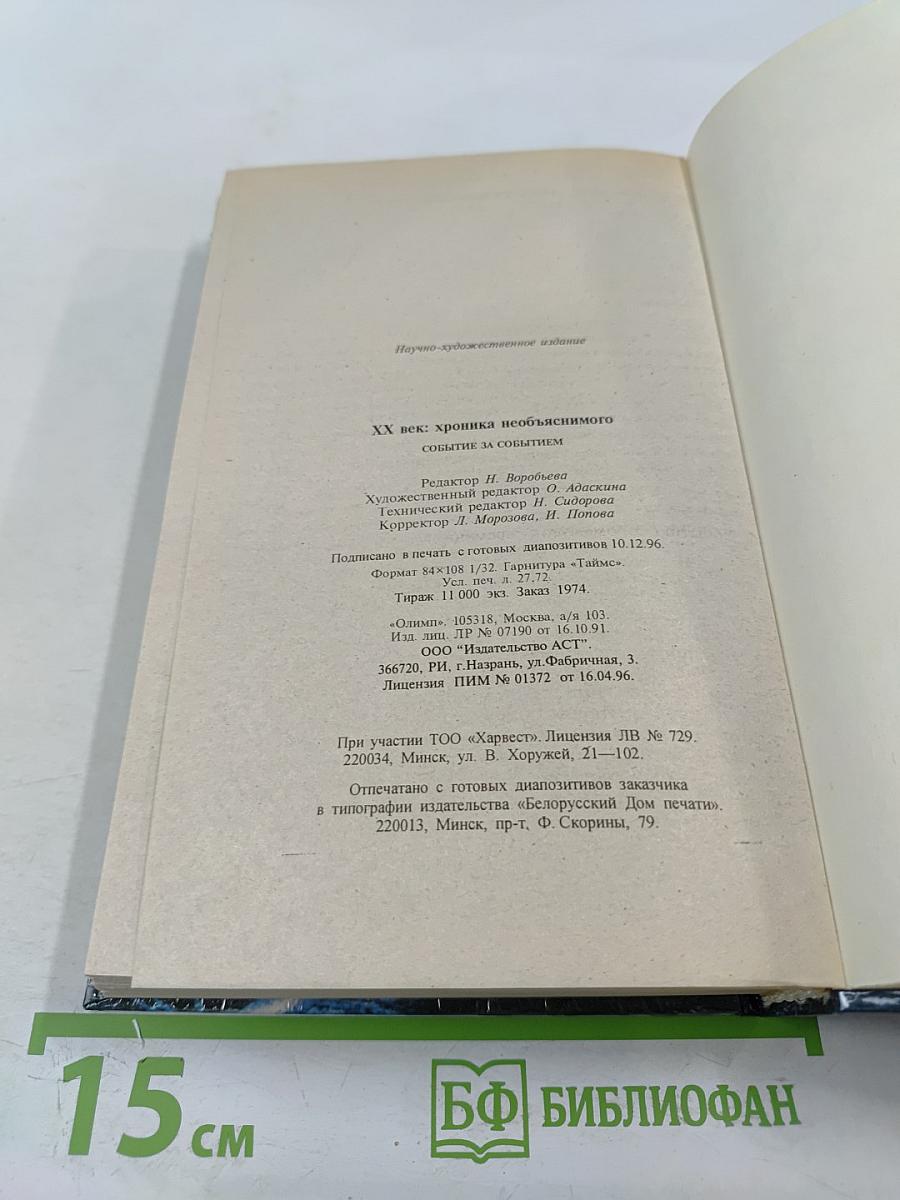 Научно-художественное издание
XX век: хроника необъяснимого
СОБЫТИЕ ЗА СОБЫТИЕМ
Редактор Н. Воробьева
Художественный редактор О. Адаскина
Технический редактор Н. Сидорова
Корректор Л. Морозова, И. Попова
Подписано в печать с готовых диапозитивов 10.12.96.
Формат 84×108 1/32. Гарнитура «Таймс».
Усл. печ. л. 27,72.
Тираж 11 000 экз. Заказ 1974.
«Олимп». 105318, Москва, а/я 103.
Изд. лиц. ЛР № 07190 от 16.10.91.
ООО "Издательство АСТ".
366720, РИ, г.Назрань, ул.Фабричная, 3.
Лицензия ПИМ № 01372 от 16.04.96.
При участии ТОО «Харвест». Лицензия ЛВ № 729.
220034, Минск, ул. В. Хоружей, 21—102.
Отпечатано с готовых диапозитивов заказчика
в типографии издательства «Белорусский Дом печати».
220013, Минск, пр-т, Ф. Скорины, 79.
15 см
БФ БИБЛИОФАН